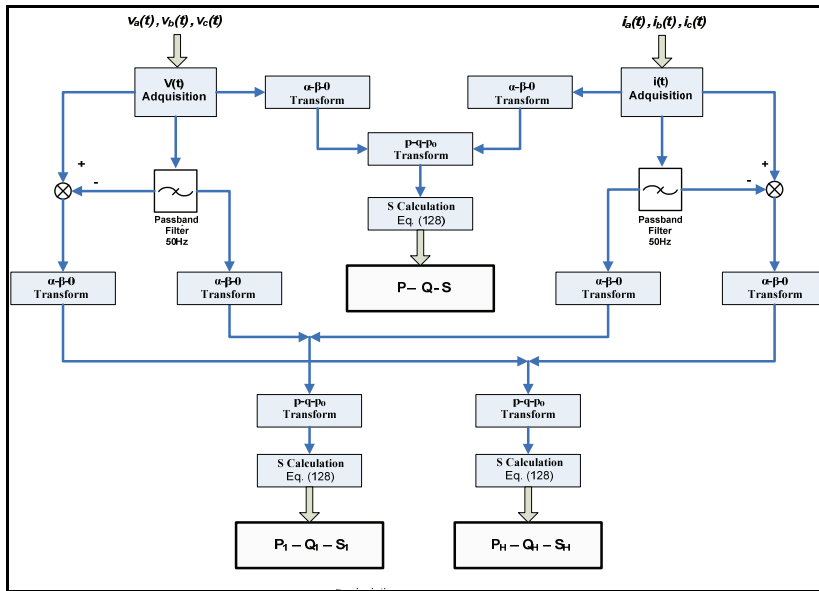 va(t), vb(t), vc(t)
ia(t), ib(t), ic(t)
V(t)
Adquisition
α-β-0
Transform
α-β-0
Transform
i(t)
Adquisition
p-q-p₀
Transform
+
-
Passband
Filter
50Hz
S Calculation
Eq. (128)
+
-
Passband
Filter
50Hz
α-β-0
Transform
α-β-0
Transform
P – Q - S
α-β-0
Transform
α-β-0
Transform
p-q-p₀
Transform
p-q-p₀
Transform
S Calculation
Eq. (128)
S Calculation
Eq. (128)
P1 – Q1 – S1
PH – QH – SH